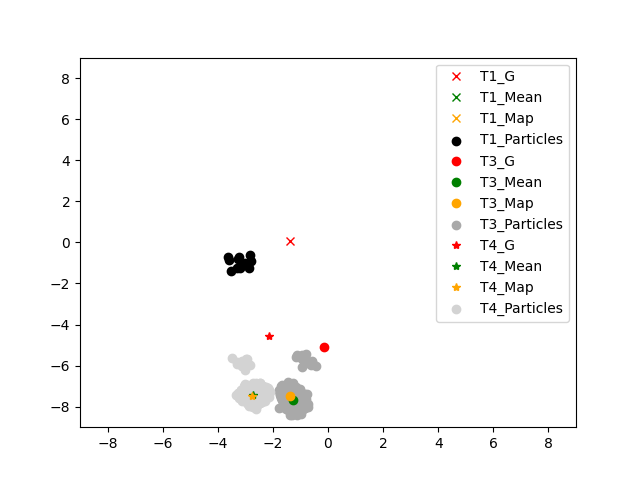 8
6
4
2
0
−2
−4
−6
−8
−8 −6 −4 −2 0 2 4 6 8
T1_G
T1_Mean
T1_Map
T1_Particles
T3_G
T3_Mean
T3_Map
T3_Particles
T4_G
T4_Mean
T4_Map
T4_Particles